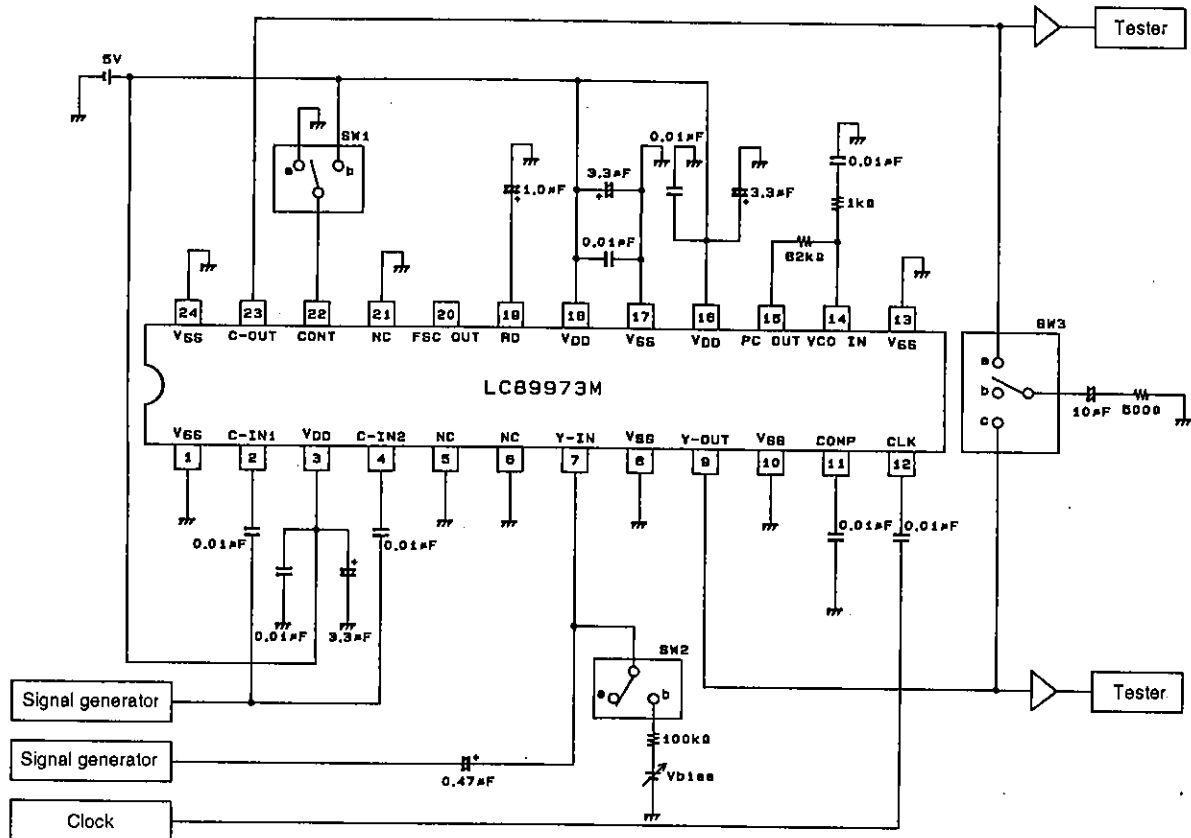 Tester
5V
SW1
a
b
0.01µF
3.3µF
0.01µF
1.0µF
3.3µF
1kΩ
0.01µF
62kΩ
24
23
22
21
20
19
18
17
16
15
14
13
VSS
C-OUT
CONT
NC
FSC OUT
RD
VDD
VSS
VDD
PC OUT
VCO IN
VSS
SW3
a
b
c
10µF
500Ω
LC89973M
VSS
C-IN1
VDD
C-IN2
NC
NC
Y-IN
VSS
Y-OUT
VSS
COMP
CLK
1
2
3
4
5
6
7
8
9
10
11
12
0.01µF
0.01µF
0.01µF
0.01µF
0.01µF
3.3µF
SW2
a
b
Signal generator
Tester
100kΩ
Signal generator
0.47µF
Vbias
Clock